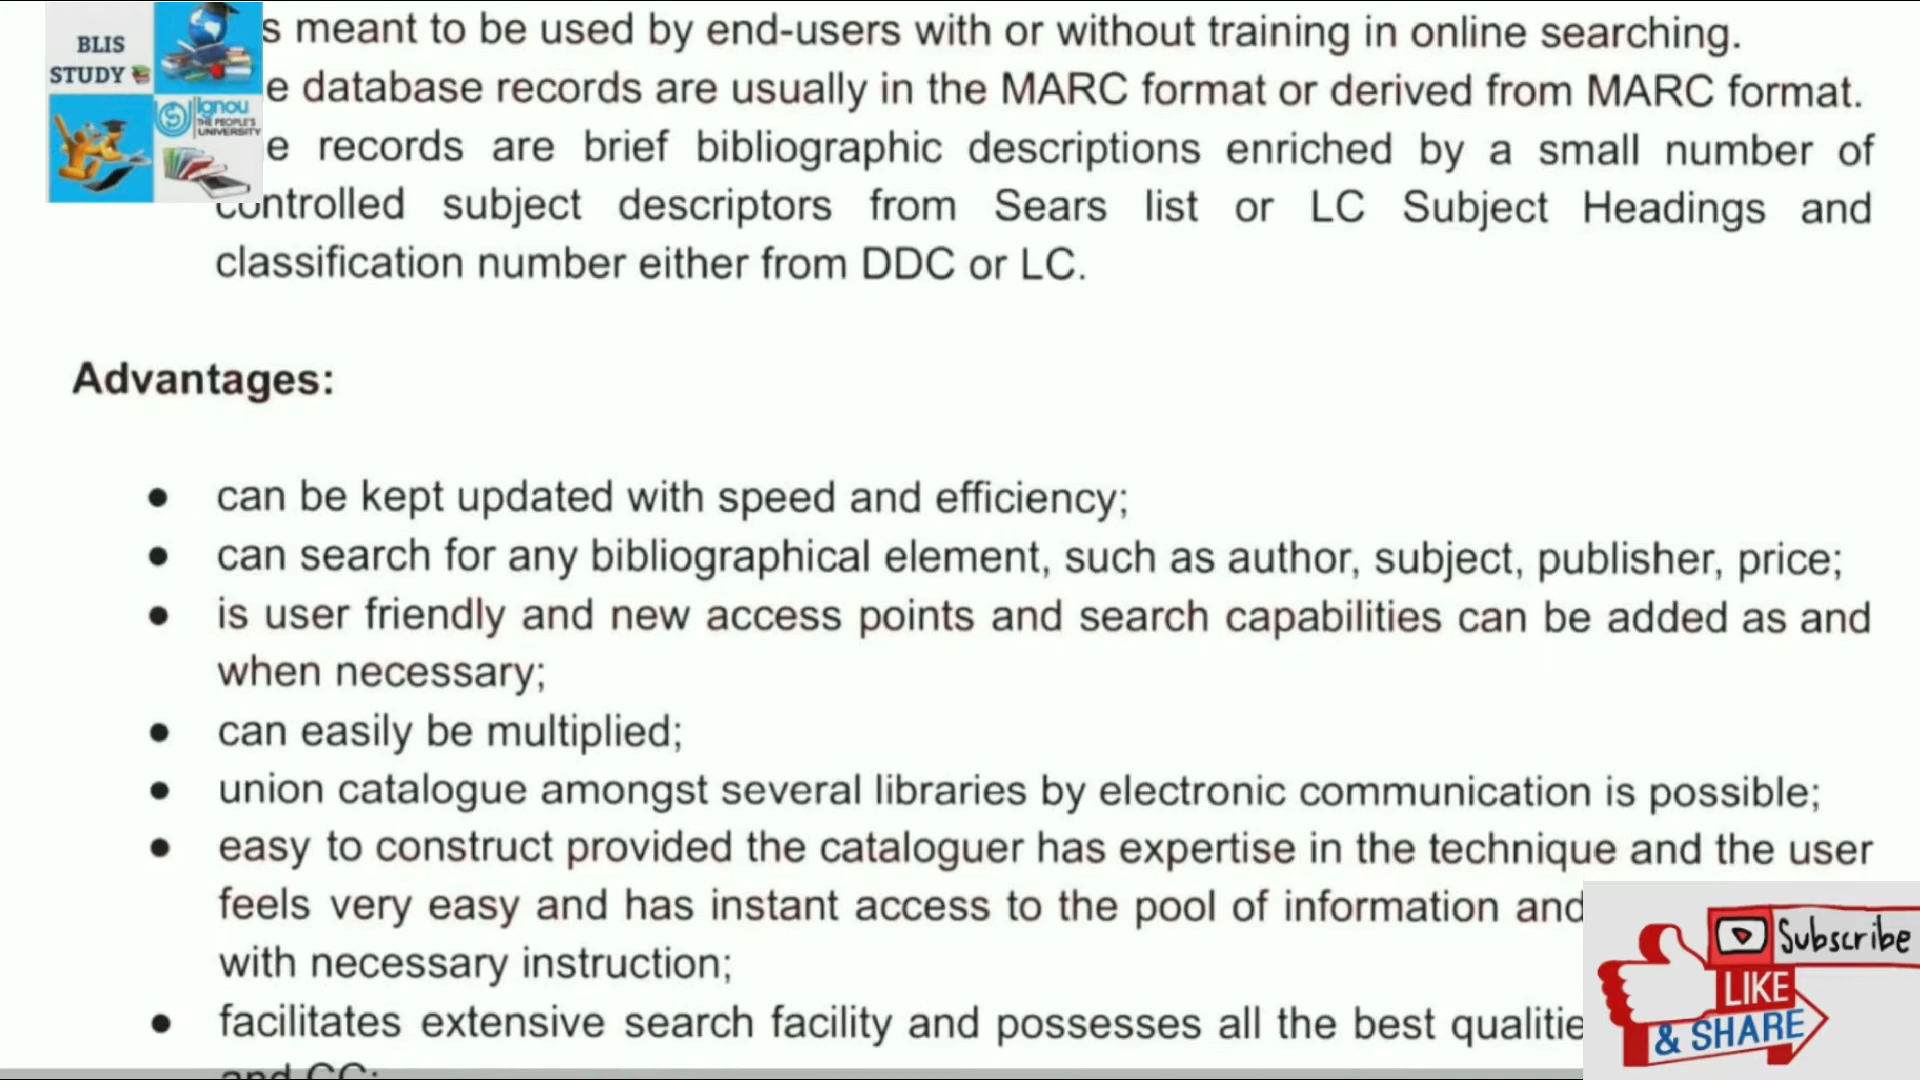 BLIS
STUDY
Ignou
THE PEOPLE'S
UNIVERSITY
s meant to be used by end-users with or without training in online searching.
e database records are usually in the MARC format or derived from MARC format.
e records are brief bibliographic descriptions enriched by a small number of
controlled subject descriptors from Sears list or LC Subject Headings and
classification number either from DDC or LC.
Advantages:
● can be kept updated with speed and efficiency;
● can search for any bibliographical element, such as author, subject, publisher, price;
● is user friendly and new access points and search capabilities can be added as and
when necessary;
● can easily be multiplied;
● union catalogue amongst several libraries by electronic communication is possible;
● easy to construct provided the cataloguer has expertise in the technique and the user
feels very easy and has instant access to the pool of information and
with necessary instruction;
● facilitates extensive search facility and possesses all the best qualitie
and CC;
Subscribe
LIKE
& SHARE